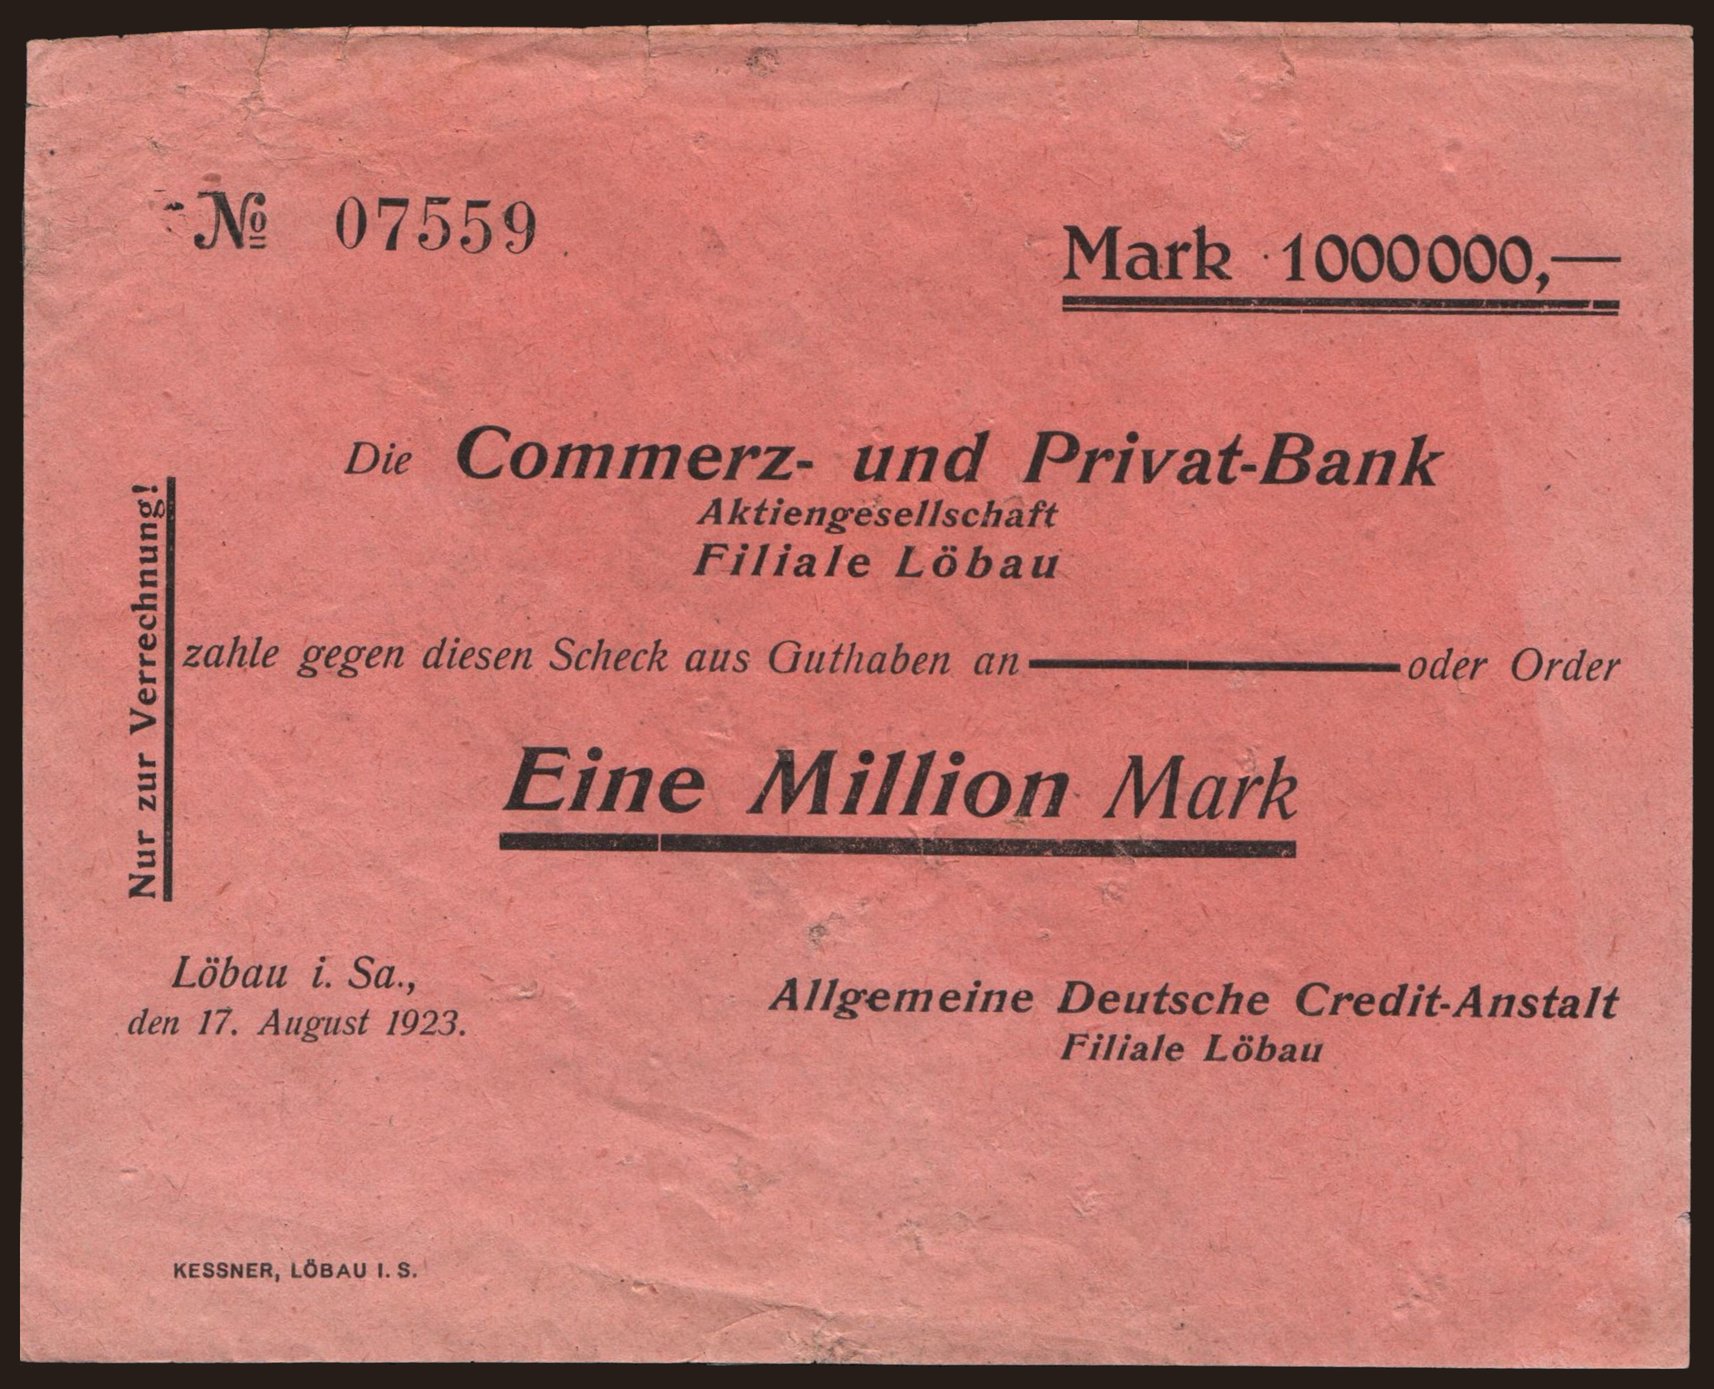 № 07559
Mark 1000000,—
Die Commerz- und Privat-Bank
Aktiengesellschaft
Filiale Löbau
Nur zur Verrechnung!
zahle gegen diesen Scheck aus Guthaben an ——— oder Order
Eine Million Mark
Löbau i. Sa.,
den 17. August 1923.
Allgemeine Deutsche Credit-Anstalt
Filiale Löbau
KESSNER, LÖBAU I. S.